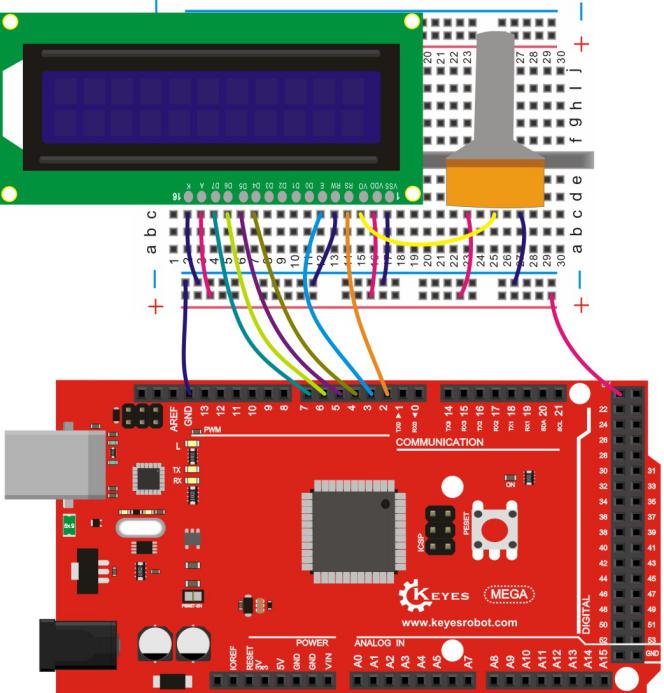 16 K A D7 D6 D5 D4 D3 D2 D1 D0 E RW RS VO VDD VSS 1
20 21 22 23 27 28 29 30
j
i
h
g
f
e
d
c
b
a
1 2 3 4 5 6 7 8 9 10 11 12 13 14 15 16 17 18 19 20 21 22 23 24 25 26 27 28 29 30
− +
AREF GND 13 12 11 10 9 8 7 6 5 4 3 2 TX0 ▶ 1 RX0 ◀ 0 TX3 14 RX3 15 TX2 16 RX2 17 TX1 18 RX1 19 SDA 20 SCL 21
PWM
COMMUNICATION
L
TX
RX
ON
ICSP
PESET
KEYES MEGA
www.keyesrobot.com
DIGITAL
22
24
26
28
30 31
32 33
34 35
36 37
38 39
40 41
42 43
44 45
46 47
48 49
50 51
52 53
GND
POWER ANALOG IN
IOREF RESET 3V3 5V GND GND VIN A0 A1 A2 A3 A4 A5 A7 A8 A9 A10 A11 A12 A13 A14 A15